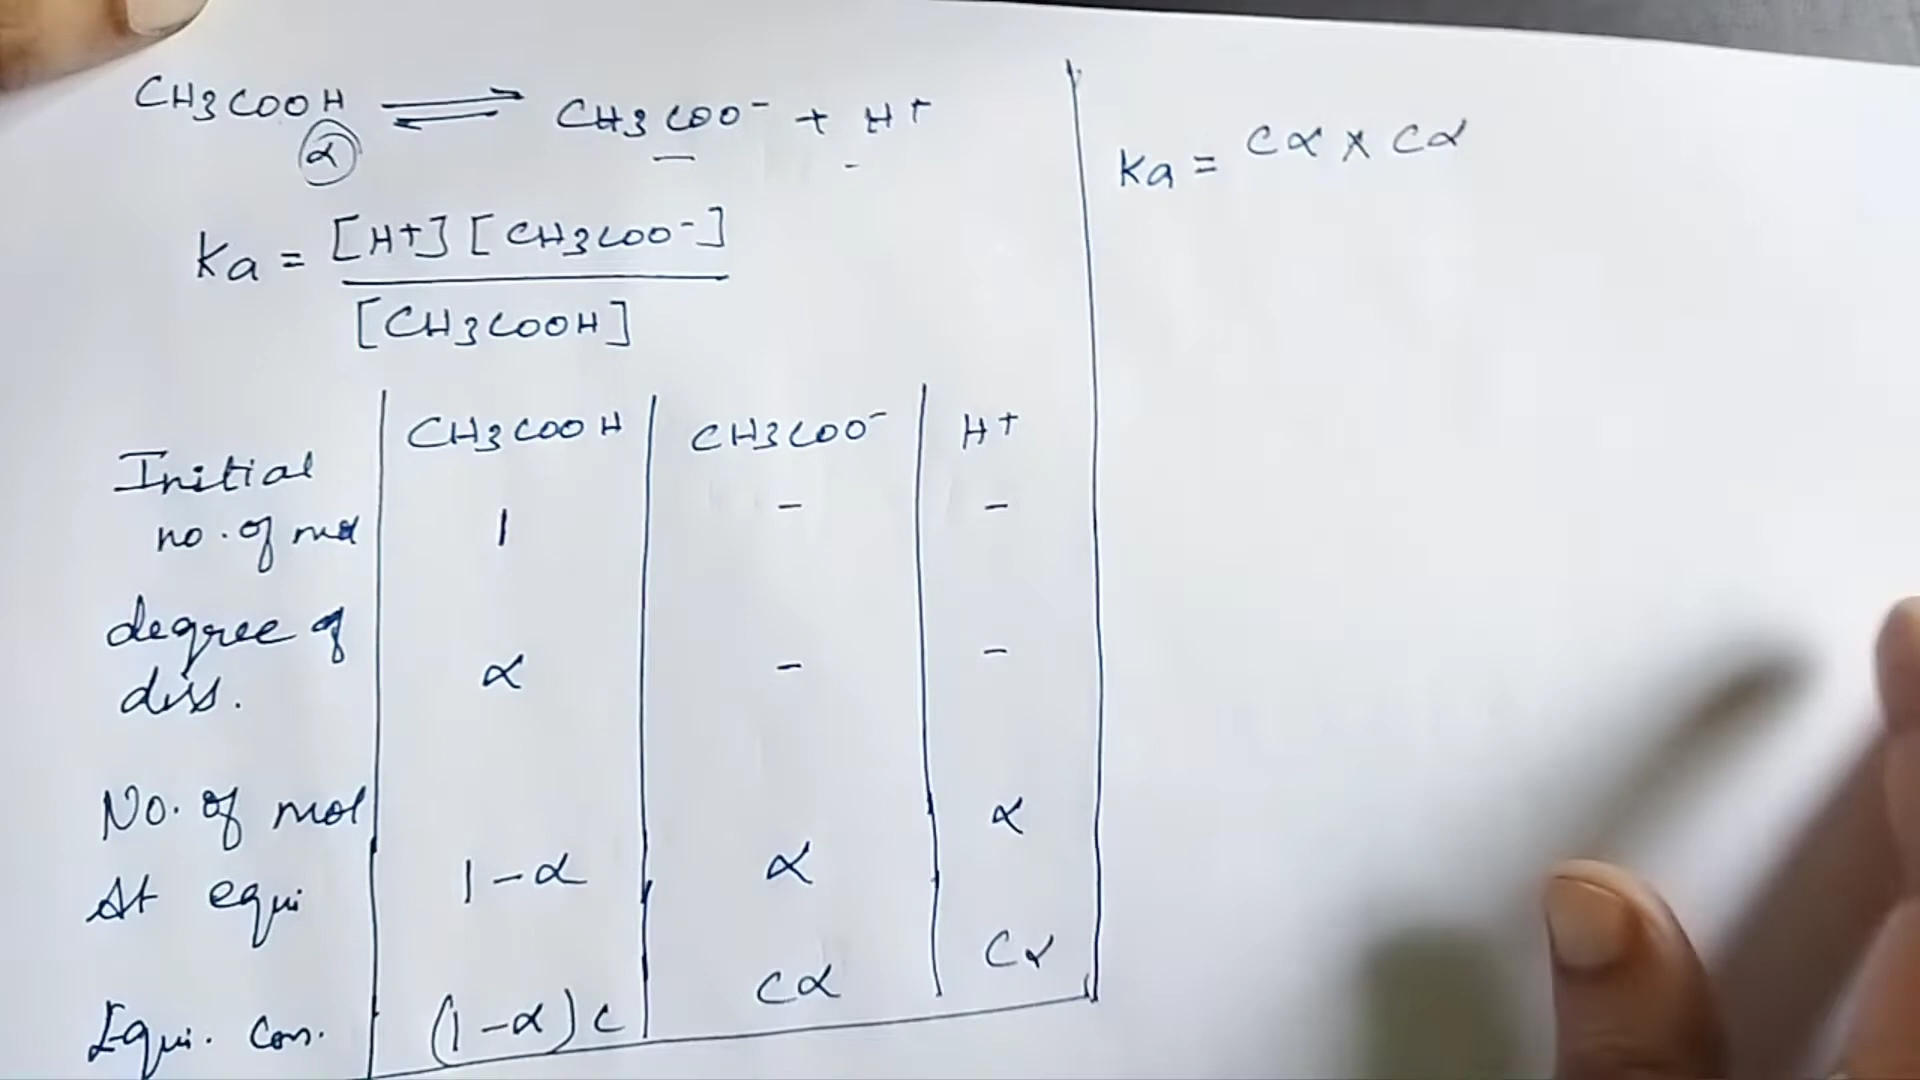 CH3COOH ⇌ CH3COO⁻ + H⁺
α
Ka = [H⁺] [CH3COO⁻]
[CH3COOH]
CH3COOH CH3COO⁻ H⁺
Initial
no. of mol 1 - -
degree of
diss. α - -
No. of mol
At equi 1-α α α
Equi. Con. (1-α)C Cα Cα
Ka = Cα × Cα